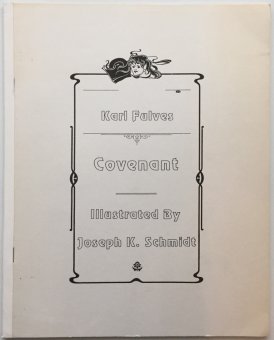 Karl Fulves
Covenant
Illustrated By
Joseph K. Schmidt